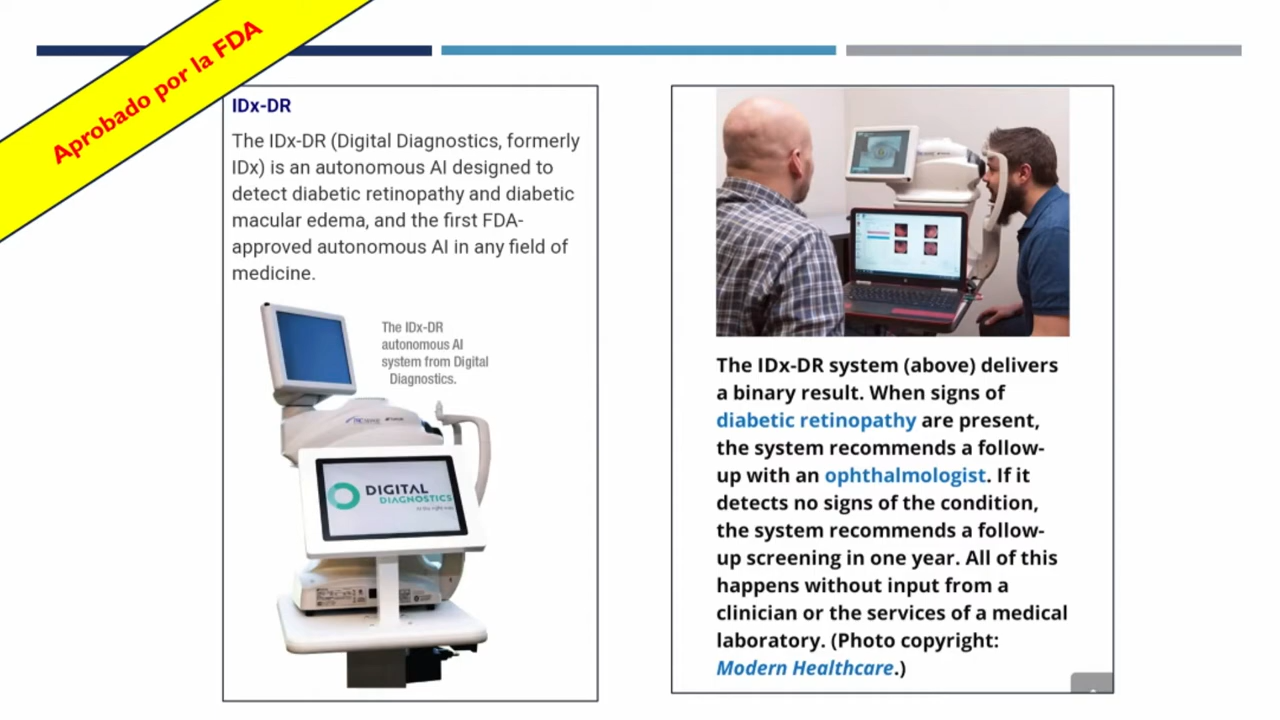 Aprobado por la FDA
IDx-DR
The IDx-DR (Digital Diagnostics, formerly
IDx) is an autonomous AI designed to
detect diabetic retinopathy and diabetic
macular edema, and the first FDA-
approved autonomous AI in any field of
medicine.
The IDx-DR
autonomous AI
system from Digital
Diagnostics.
DIGITAL
DIAGNOSTICS
The IDx-DR system (above) delivers
a binary result. When signs of
diabetic retinopathy are present,
the system recommends a follow-
up with an ophthalmologist. If it
detects no signs of the condition,
the system recommends a follow-
up screening in one year. All of this
happens without input from a
clinician or the services of a medical
laboratory. (Photo copyright:
Modern Healthcare.)